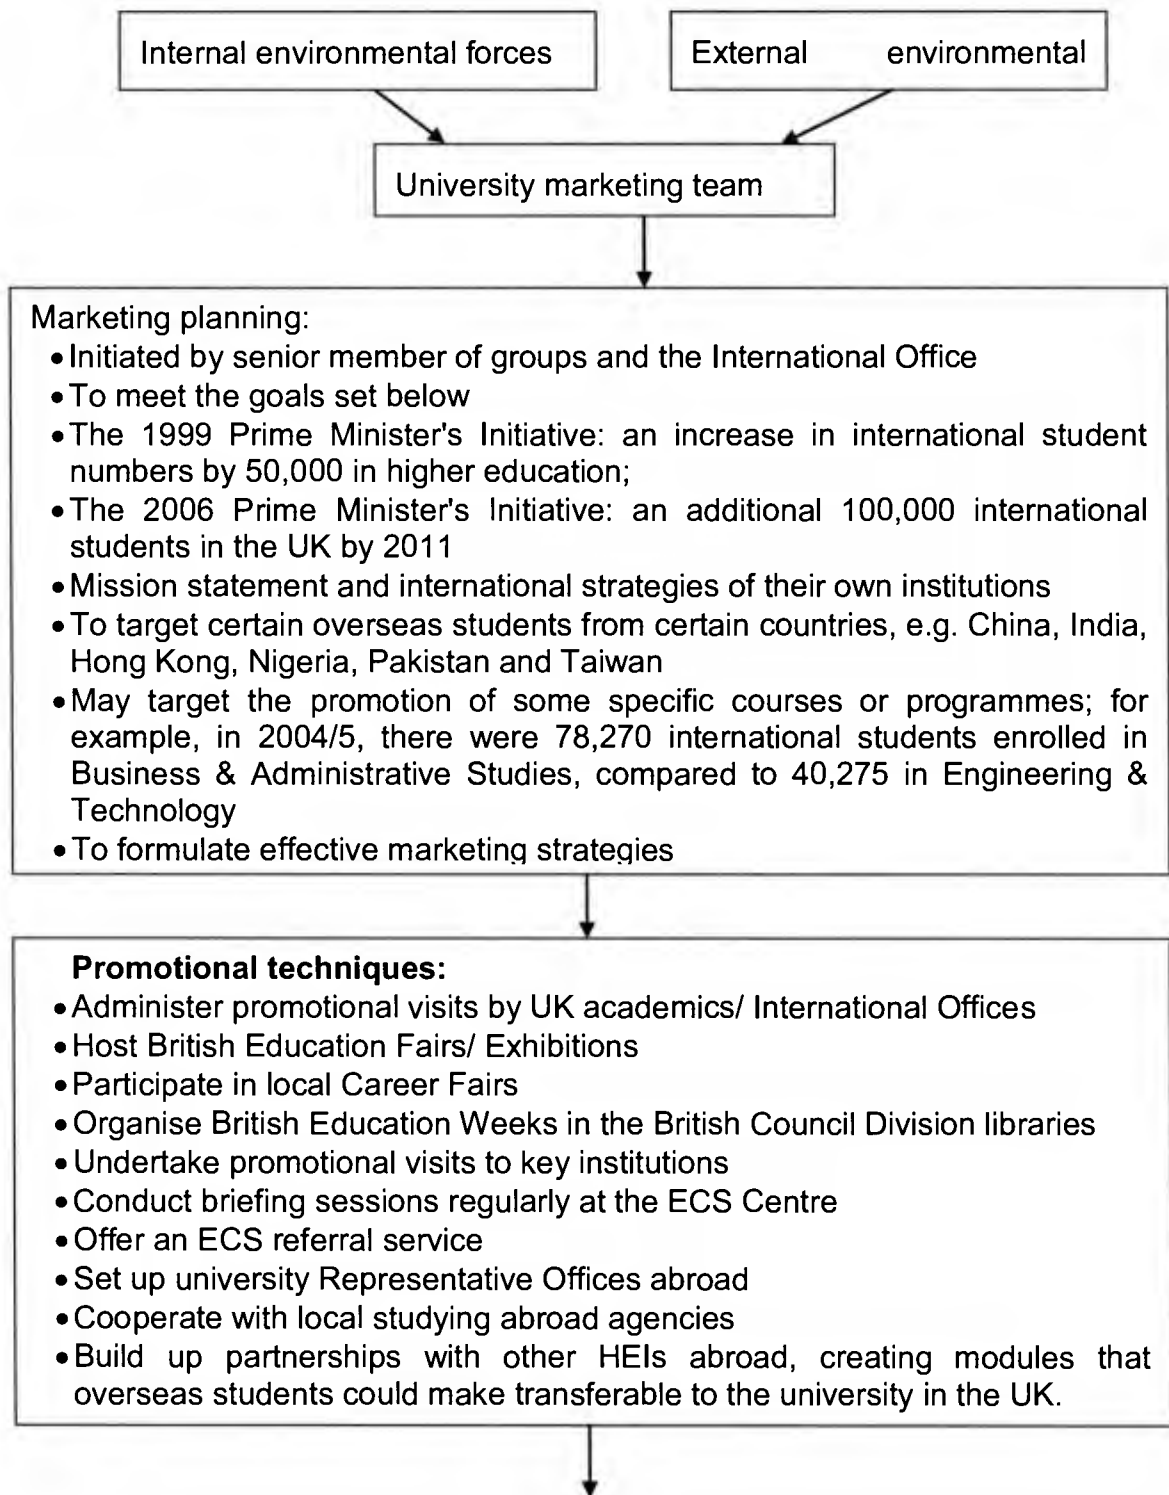 Internal environmental forces
External environmental
University marketing team
Marketing planning:
• Initiated by senior member of groups and the International Office
• To meet the goals set below
• The 1999 Prime Minister's Initiative: an increase in international student
numbers by 50,000 in higher education;
• The 2006 Prime Minister's Initiative: an additional 100,000 international
students in the UK by 2011
• Mission statement and international strategies of their own institutions
• To target certain overseas students from certain countries, e.g. China, India,
Hong Kong, Nigeria, Pakistan and Taiwan
• May target the promotion of some specific courses or programmes; for
example, in 2004/5, there were 78,270 international students enrolled in
Business & Administrative Studies, compared to 40,275 in Engineering &
Technology
• To formulate effective marketing strategies
Promotional techniques:
• Administer promotional visits by UK academics/ International Offices
• Host British Education Fairs/ Exhibitions
• Participate in local Career Fairs
• Organise British Education Weeks in the British Council Division libraries
• Undertake promotional visits to key institutions
• Conduct briefing sessions regularly at the ECS Centre
• Offer an ECS referral service
• Set up university Representative Offices abroad
• Cooperate with local studying abroad agencies
• Build up partnerships with other HEIs abroad, creating modules that
overseas students could make transferable to the university in the UK.